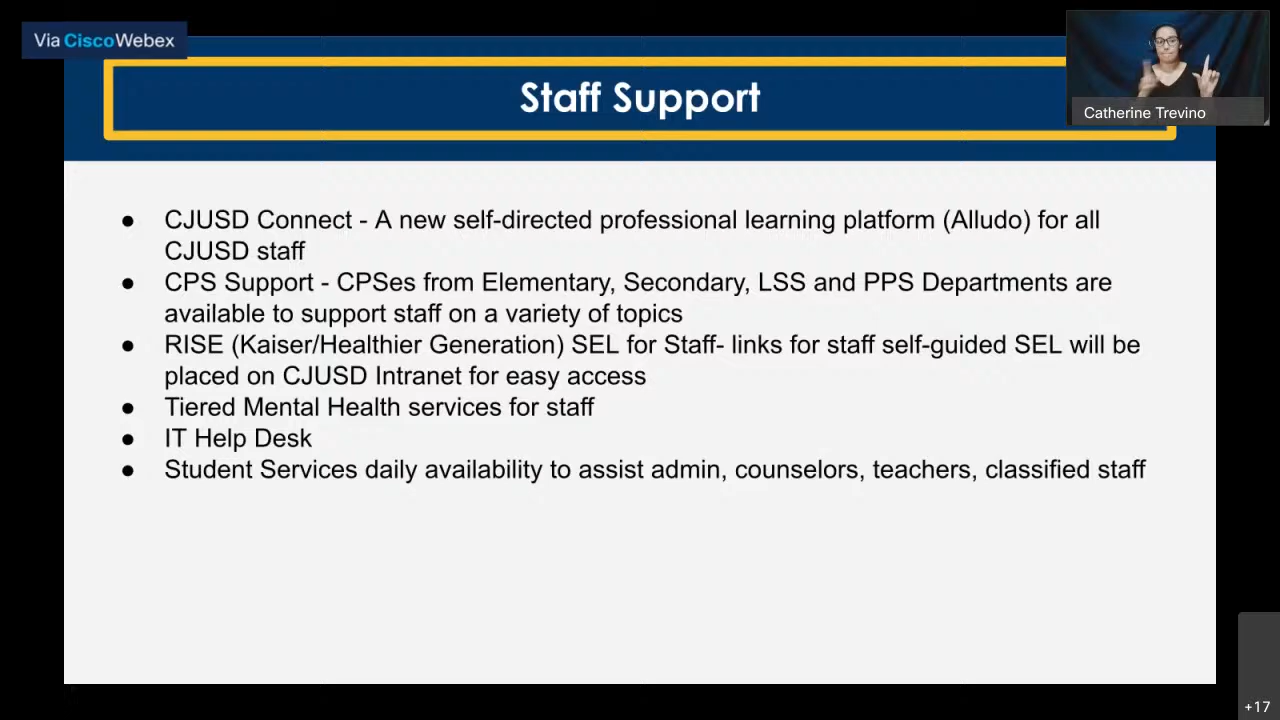 Via CiscoWebex
Staff Support
Catherine Trevino
● CJUSD Connect - A new self-directed professional learning platform (Alludo) for all
CJUSD staff
● CPS Support - CPSes from Elementary, Secondary, LSS and PPS Departments are
available to support staff on a variety of topics
● RISE (Kaiser/Healthier Generation) SEL for Staff- links for staff self-guided SEL will be
placed on CJUSD Intranet for easy access
● Tiered Mental Health services for staff
● IT Help Desk
● Student Services daily availability to assist admin, counselors, teachers, classified staff
+17